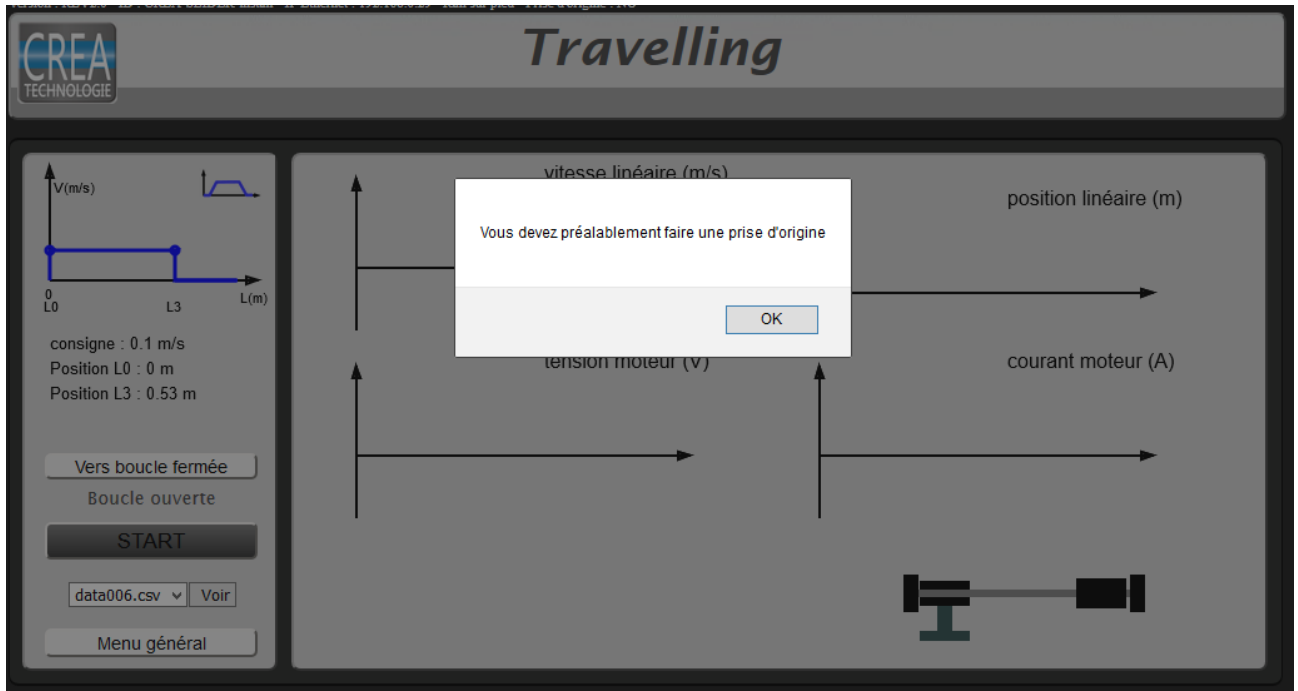 CREA
TECHNOLOGIE
Travelling
V(m/s)
0
L0
L3
L(m)
consigne : 0.1 m/s
Position L0 : 0 m
Position L3 : 0.53 m
Vers boucle fermée
Boucle ouverte
START
data006.csv
Voir
Menu général
vitesse linéaire (m/s)
position linéaire (m)
Vous devez préalablement faire une prise d'origine
OK
tension moteur (V)
courant moteur (A)